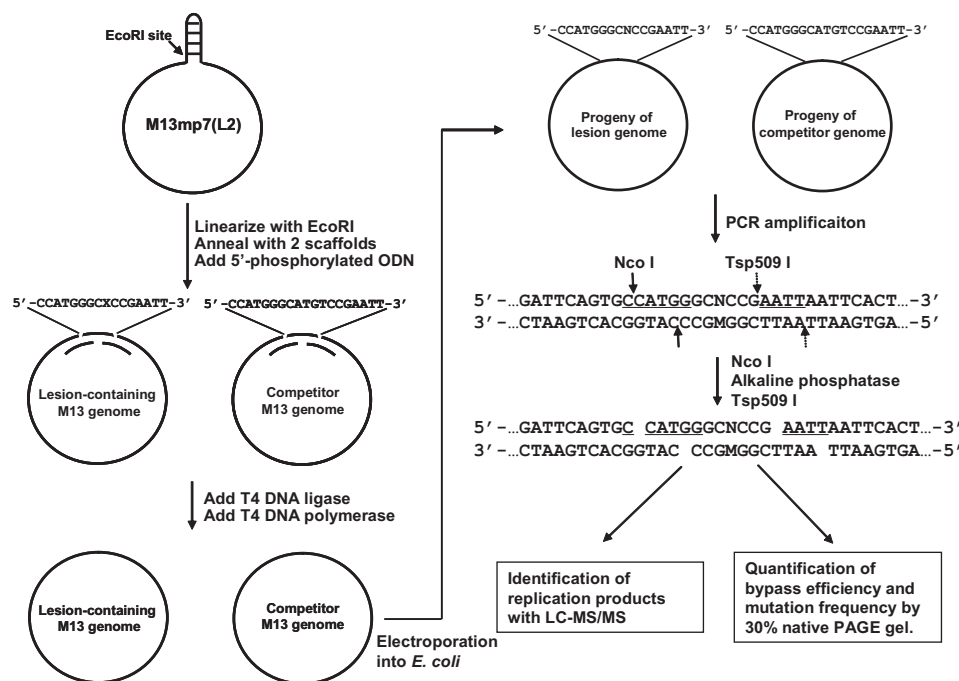 EcoRI site
M13mp7(L2)
Linearize with EcoRI
Anneal with 2 scaffolds
Add 5'-phosphorylated ODN
5'-CCATGGGCXCCGAATT-3'
5'-CCATGGGCATGTCCGAATT-3'
Lesion-containing
M13 genome
Competitor
M13 genome
Add T4 DNA ligase
Add T4 DNA polymerase
Lesion-containing
M13 genome
Competitor
M13 genome
Electroporation
into E. coli
5'-CCATGGGCNCCGAATT-3'
5'-CCATGGGCATGTCCGAATT-3'
Progeny of
lesion genome
Progeny of
competitor genome
PCR amplificaiton
Nco I
Tsp509 I
5'-…GATTCAGTGCCATGGGCNCCGAATTAATTCACT…-3'
3'-…CTAAGTCACGGTACCCGMGGCTTAATTAAGTGA…-5'
Nco I
Alkaline phosphatase
Tsp509 I
5'-…GATTCAGTGC CATGGGCNCCG AATTAATTCACT…-3'
3'-…CTAAGTCACGGTAC CCGMGGCTTAA TTAAGTGA…-5'
Identification of
replication products
with LC-MS/MS
Quantification of
bypass efficiency and
mutation frequency by
30% native PAGE gel.